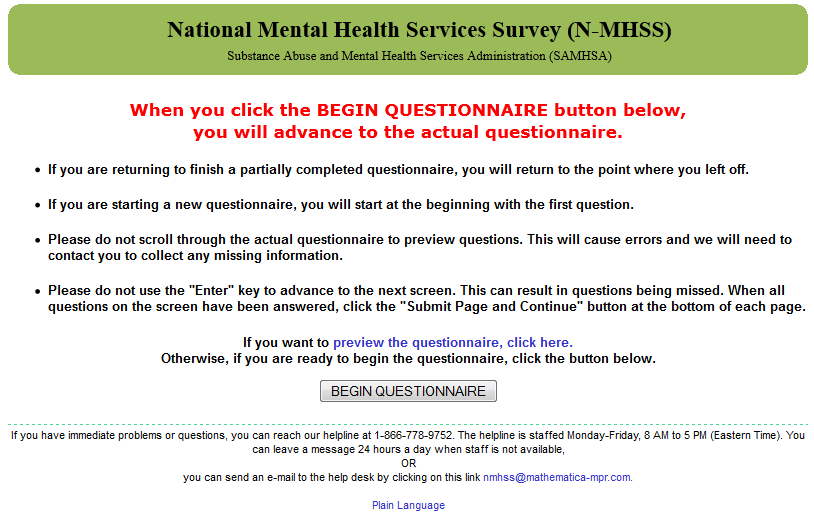 National Mental Health Services Survey (N-MHSS)
Substance Abuse and Mental Health Services Administration (SAMHSA)
When you click the BEGIN QUESTIONNAIRE button below,
you will advance to the actual questionnaire.
• If you are returning to finish a partially completed questionnaire, you will return to the point where you left off.
• If you are starting a new questionnaire, you will start at the beginning with the first question.
• Please do not scroll through the actual questionnaire to preview questions. This will cause errors and we will need to
contact you to collect any missing information.
• Please do not use the "Enter" key to advance to the next screen. This can result in questions being missed. When all
questions on the screen have been answered, click the "Submit Page and Continue" button at the bottom of each page.
If you want to preview the questionnaire, click here.
Otherwise, if you are ready to begin the questionnaire, click the button below.
BEGIN QUESTIONNAIRE
If you have immediate problems or questions, you can reach our helpline at 1-866-778-9752. The helpline is staffed Monday-Friday, 8 AM to 5 PM (Eastern Time). You
can leave a message 24 hours a day when staff is not available,
OR
you can send an e-mail to the help desk by clicking on this link nmhss@mathematica-mpr.com.
Plain Language